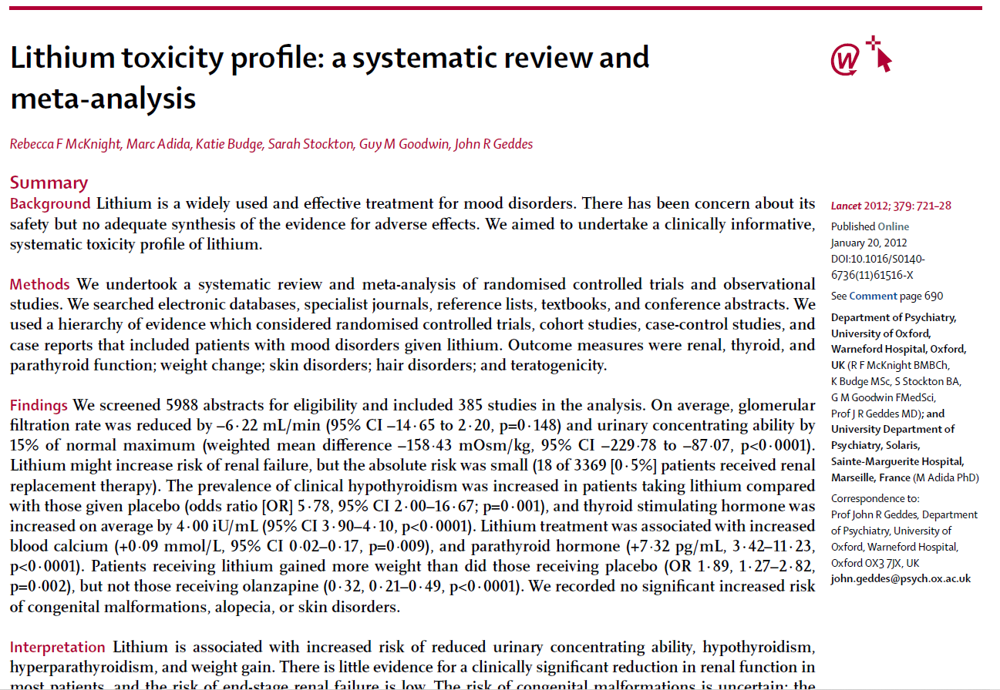 Lithium toxicity profile: a systematic review and
meta-analysis
Rebecca F McKnight, Marc Adida, Katie Budge, Sarah Stockton, Guy M Goodwin, John R Geddes
Summary
Background Lithium is a widely used and effective treatment for mood disorders. There has been concern about its
safety but no adequate synthesis of the evidence for adverse effects. We aimed to undertake a clinically informative,
systematic toxicity profile of lithium.
Methods We undertook a systematic review and meta-analysis of randomised controlled trials and observational
studies. We searched electronic databases, specialist journals, reference lists, textbooks, and conference abstracts. We
used a hierarchy of evidence which considered randomised controlled trials, cohort studies, case-control studies, and
case reports that included patients with mood disorders given lithium. Outcome measures were renal, thyroid, and
parathyroid function; weight change; skin disorders; hair disorders; and teratogenicity.
Findings We screened 5988 abstracts for eligibility and included 385 studies in the analysis. On average, glomerular
filtration rate was reduced by –6·22 mL/min (95% CI –14·65 to 2·20, p=0·148) and urinary concentrating ability by
15% of normal maximum (weighted mean difference –158·43 mOsm/kg, 95% CI –229·78 to –87·07, p<0·0001).
Lithium might increase risk of renal failure, but the absolute risk was small (18 of 3369 [0·5%] patients received renal
replacement therapy). The prevalence of clinical hypothyroidism was increased in patients taking lithium compared
with those given placebo (odds ratio [OR] 5·78, 95% CI 2·00–16·67; p=0·001), and thyroid stimulating hormone was
increased on average by 4·00 iU/mL (95% CI 3·90–4·10, p<0·0001). Lithium treatment was associated with increased
blood calcium (+0·09 mmol/L, 95% CI 0·02–0·17, p=0·009), and parathyroid hormone (+7·32 pg/mL, 3·42–11·23,
p<0·0001). Patients receiving lithium gained more weight than did those receiving placebo (OR 1·89, 1·27–2·82,
p=0·002), but not those receiving olanzapine (0·32, 0·21–0·49, p<0·0001). We recorded no significant increased risk
of congenital malformations, alopecia, or skin disorders.
Interpretation Lithium is associated with increased risk of reduced urinary concentrating ability, hypothyroidism,
hyperparathyroidism, and weight gain. There is little evidence for a clinically significant reduction in renal function in
most patients, and the risk of end-stage renal failure is low. The risk of congenital malformations is uncertain; the
W
Lancet 2012; 379: 721–28
Published Online
January 20, 2012
DOI:10.1016/S0140-
6736(11)61516-X
See Comment page 690
Department of Psychiatry,
University of Oxford,
Warneford Hospital, Oxford,
UK (R F McKnight BMBCh,
K Budge MSc, S Stockton BA,
G M Goodwin FMedSci,
Prof J R Geddes MD); and
University Department of
Psychiatry, Solaris,
Sainte-Marguerite Hospital,
Marseille, France (M Adida PhD)
Correspondence to:
Prof John R Geddes, Department
of Psychiatry, University of
Oxford, Warneford Hospital,
Oxford OX3 7JX, UK
john.geddes@psych.ox.ac.uk